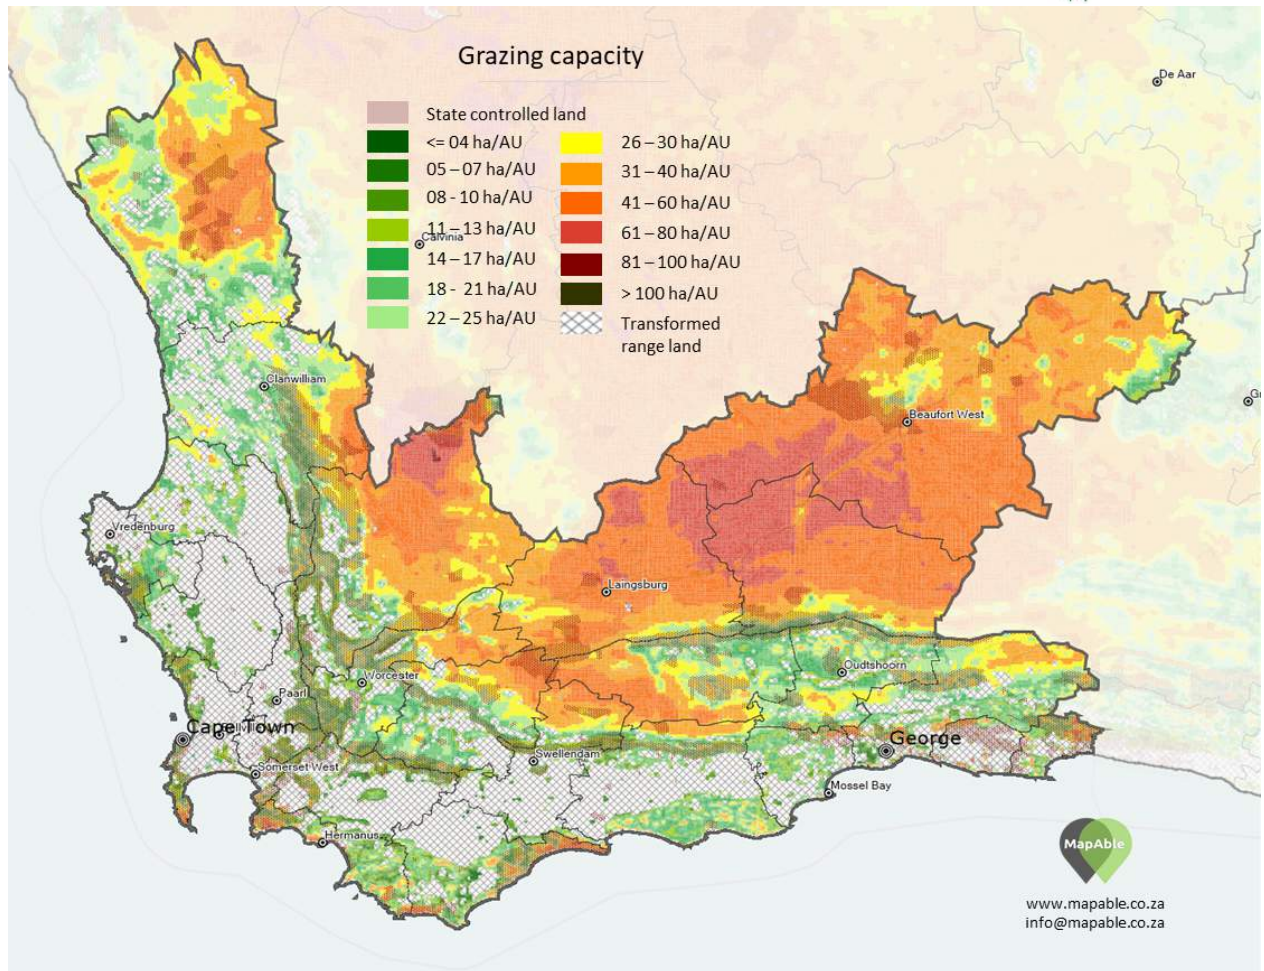 Grazing capacity
State controlled land
<= 04 ha/AU
05 – 07 ha/AU
08 - 10 ha/AU
11 – 13 ha/AU
14 – 17 ha/AU
18 - 21 ha/AU
22 – 25 ha/AU
26 – 30 ha/AU
31 – 40 ha/AU
41 – 60 ha/AU
61 – 80 ha/AU
81 – 100 ha/AU
> 100 ha/AU
Transformed
range land
De Aar
Calvinia
Clanwilliam
Beaufort West
Vredenburg
Laingsburg
Oudtshoorn
Worcester
Paarl
Cape Town
George
Swellendam
Somerset West
Mossel Bay
Hermanus
MapAble
www.mapable.co.za
info@mapable.co.za